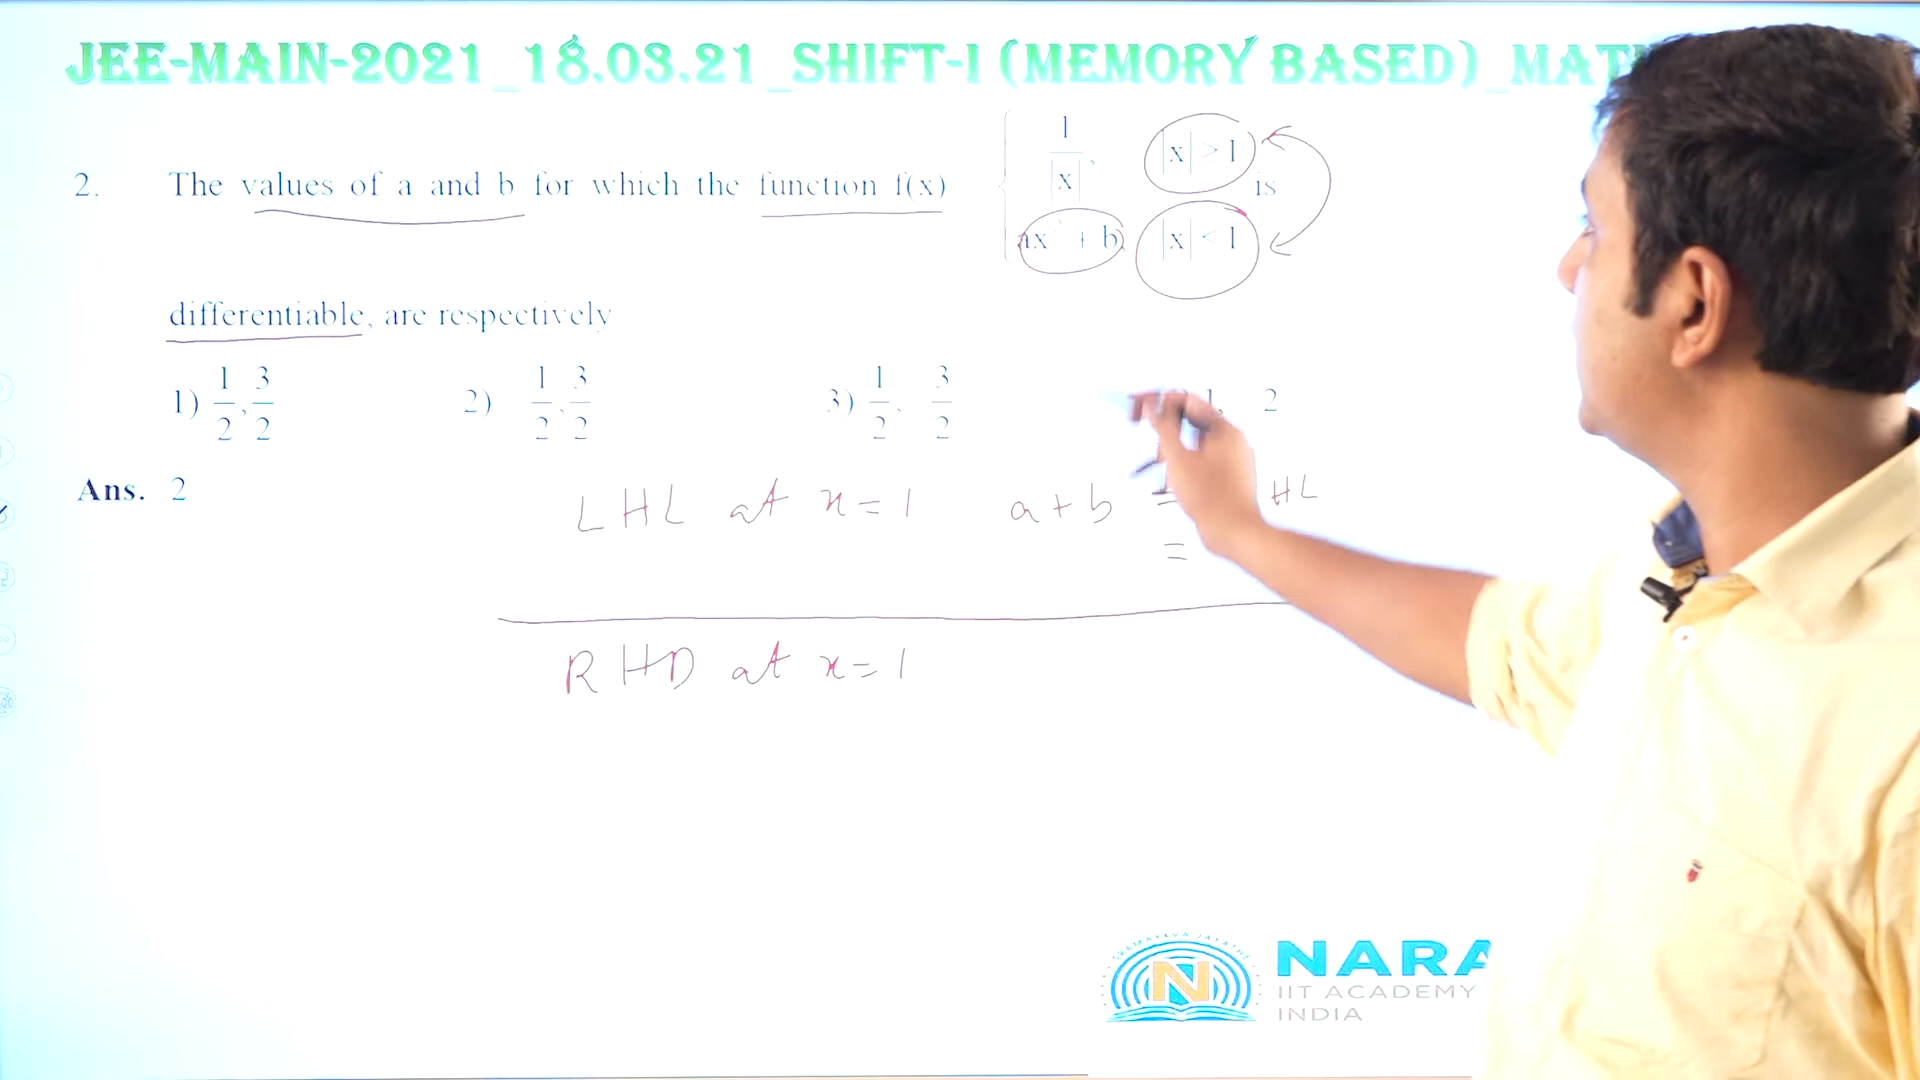 JEE-MAIN-2021_18.03.21_SHIFT-I (MEMORY BASED)_MAT
2. The values of a and b for which the function f(x) { 1/|x|, |x| > 1
ax + b |x| < 1 is
differentiable, are respectively
1) 1/2, 3/2 2) 1/2, 3/2 3) 1/2, 3/2 1, 2
Ans. 2
LHL at x=1 a+b = HL
=
RHD at x=1
N NARA
IIT ACADEMY
INDIA